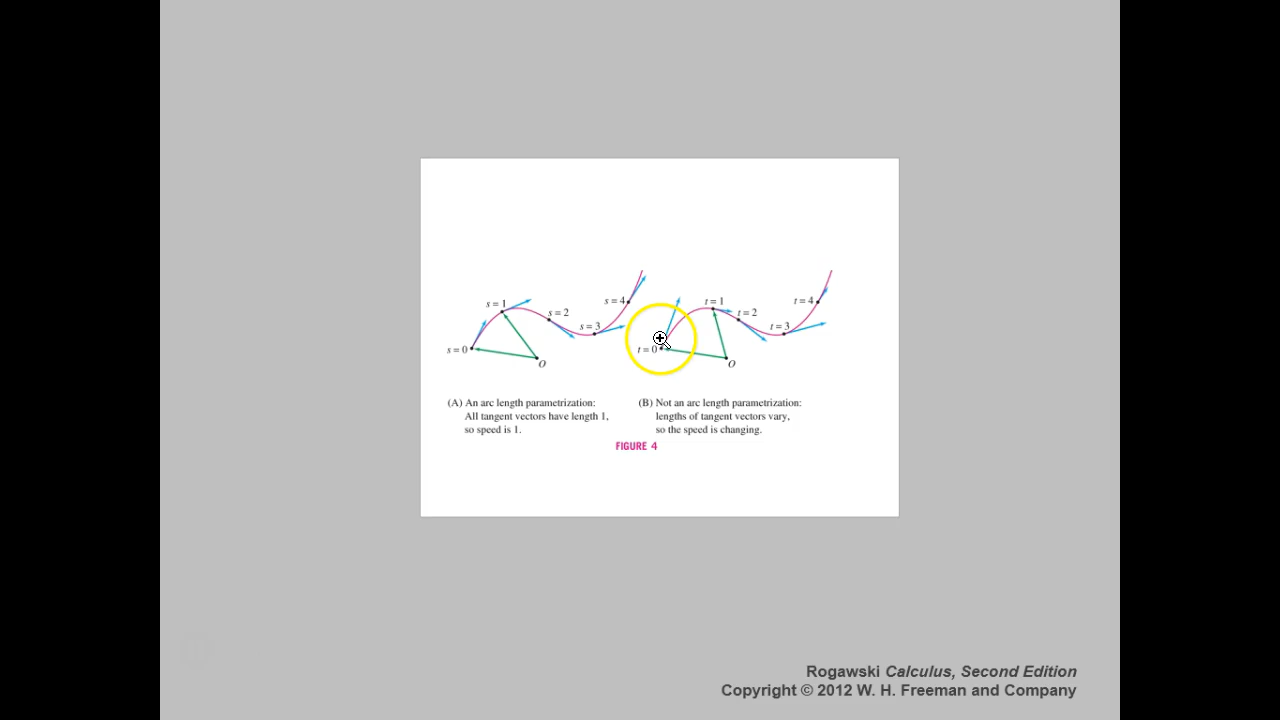 s = 0
s = 1
s = 2
s = 3
s = 4
O
t = 0
t = 1
t = 2
t = 3
t = 4
O
(A) An arc length parametrization:
All tangent vectors have length 1,
so speed is 1.
(B) Not an arc length parametrization:
lengths of tangent vectors vary,
so the speed is changing.
FIGURE 4
Rogawski Calculus, Second Edition
Copyright © 2012 W. H. Freeman and Company